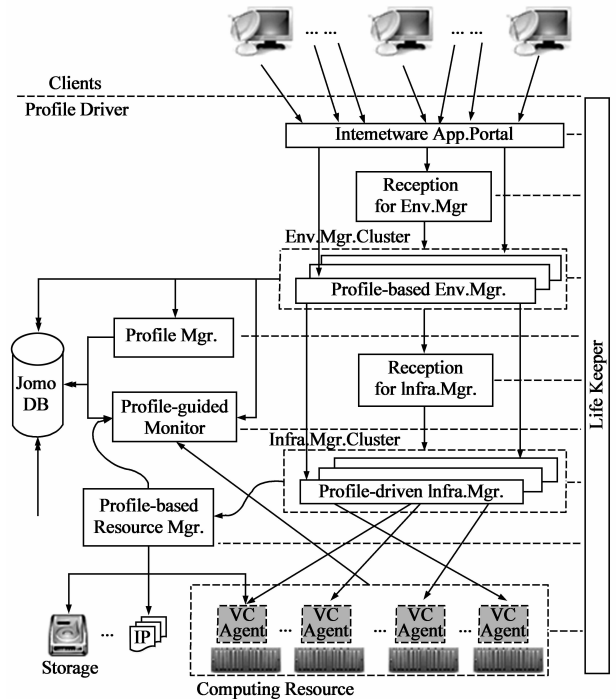 ... ...
... ...
Clients
Profile Driver
Intemetware App.Portal
Reception
for Env.Mgr
Env.Mgr.Cluster
Profile-based Env.Mgr.
Profile Mgr.
Jomo
DB
Reception
for lnfra.Mgr.
Life Keeper
Profile-guided
Monitor
Infra.Mgr.Cluster
Profile-driven lnfra.Mgr.
Profile-based
Resource Mgr.
VC
Agent
...
VC
Agent
...
VC
Agent
...
VC
Agent
...
IP
Storage
Computing Resource